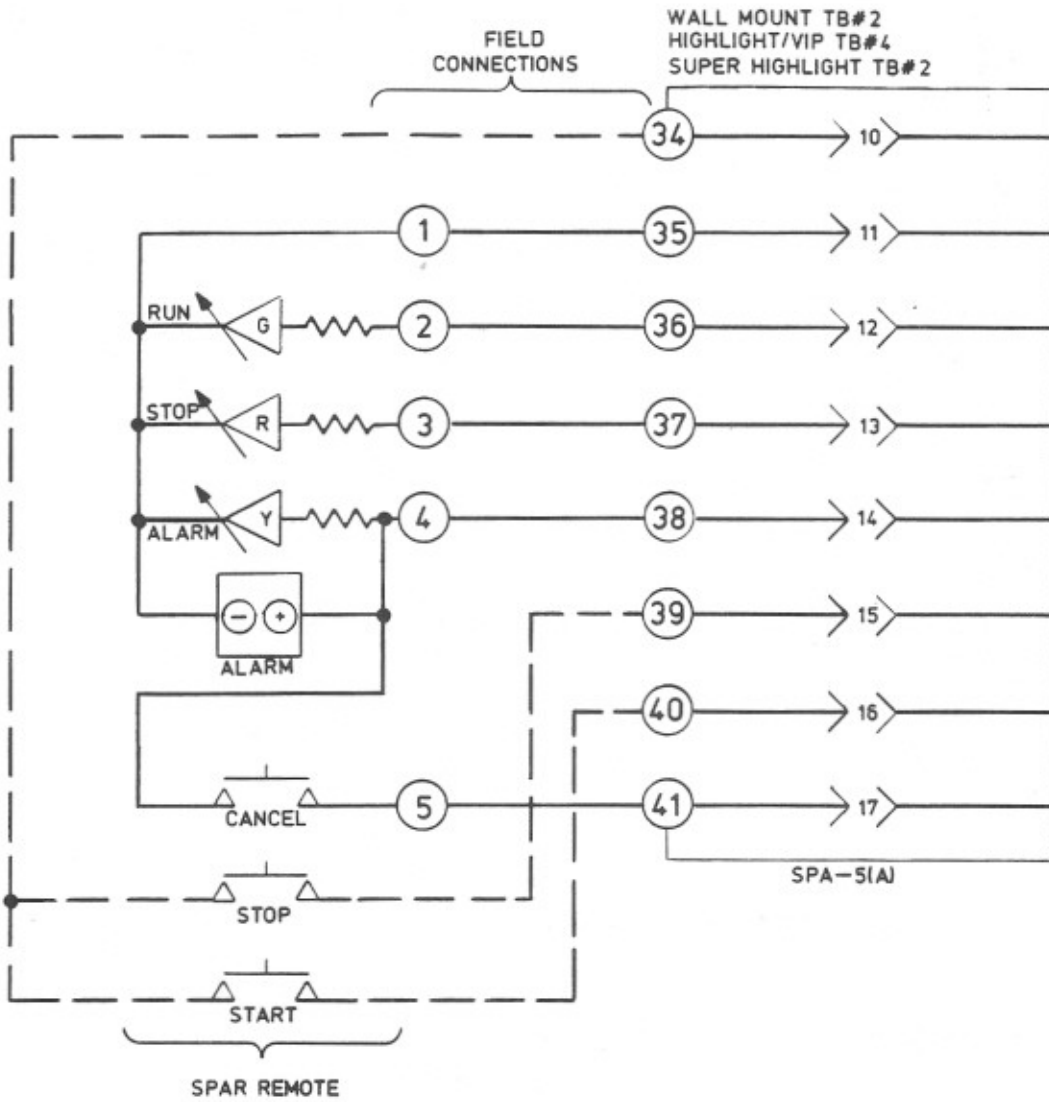 WALL MOUNT TB#2
HIGHLIGHT/VIP TB#4
SUPER HIGHLIGHT TB#2
FIELD
CONNECTIONS
34 10
1 35 11
RUN G 2 36 12
STOP R 3 37 13
ALARM Y 4 38 14
- +
ALARM
39 15
40 16
CANCEL 5 41 17
SPA-5(A)
STOP
START
SPAR REMOTE